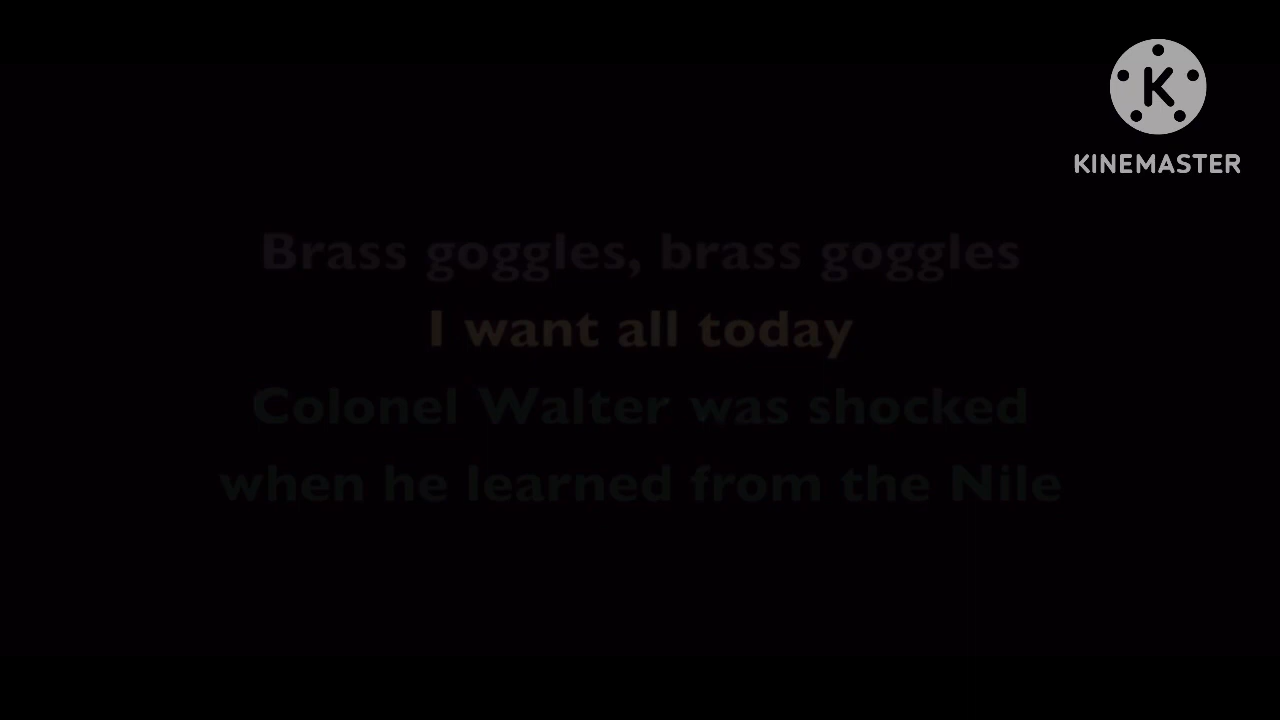 K
KINEMASTER
Brass goggles, brass goggles
I want all today
Colonel Walter was shocked
when he learned from the Nile